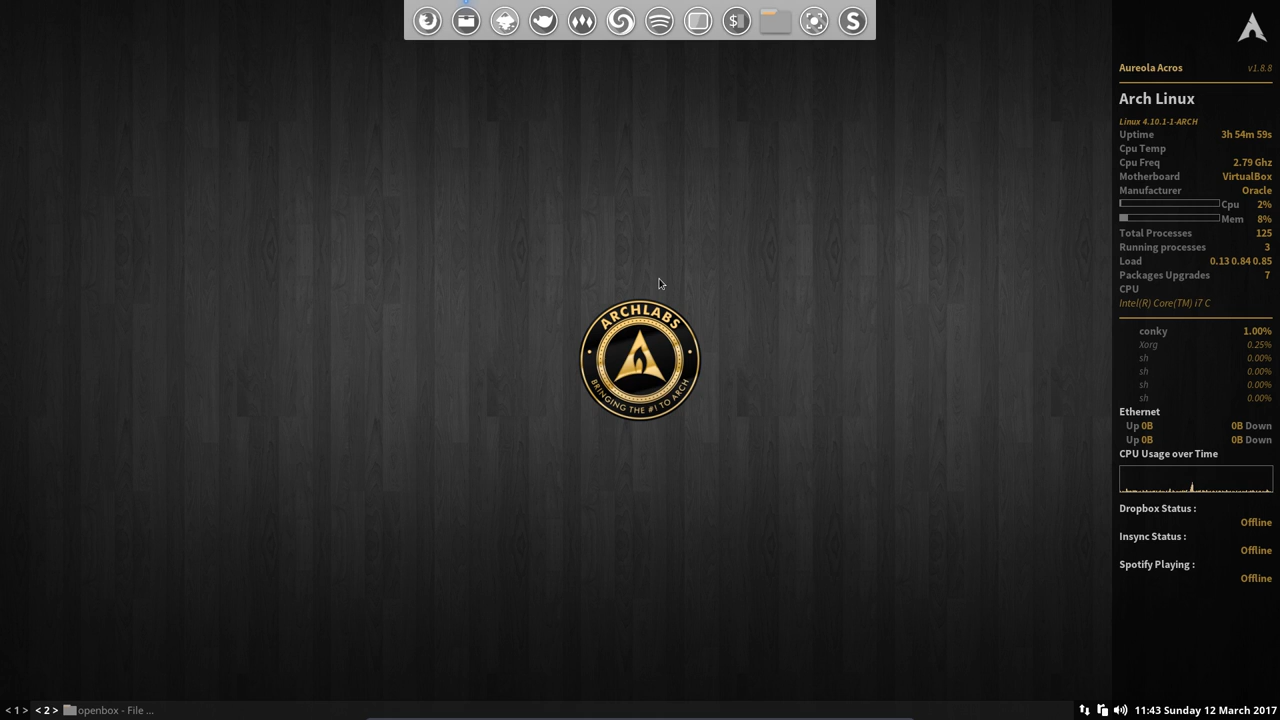 $
S
Aureola Acros v1.8.8
Arch Linux
Linux 4.10.1-1-ARCH
Uptime 3h 54m 59s
Cpu Temp
Cpu Freq 2.79 Ghz
Motherboard VirtualBox
Manufacturer Oracle
Cpu 2%
Mem 8%
Total Processes 125
Running processes 3
Load 0.13 0.84 0.85
Packages Upgrades 7
CPU
Intel(R) Core(TM) i7 C
conky 1.00%
Xorg 0.25%
sh 0.00%
sh 0.00%
sh 0.00%
sh 0.00%
Ethernet
Up 0B 0B Down
Up 0B 0B Down
CPU Usage over Time
Dropbox Status :
Offline
Insync Status :
Offline
Spotify Playing :
Offline
ARCHLABS
BRINGING THE #! TO ARCH
< 1 > < 2 > openbox - File ... 11:43 Sunday 12 March 2017